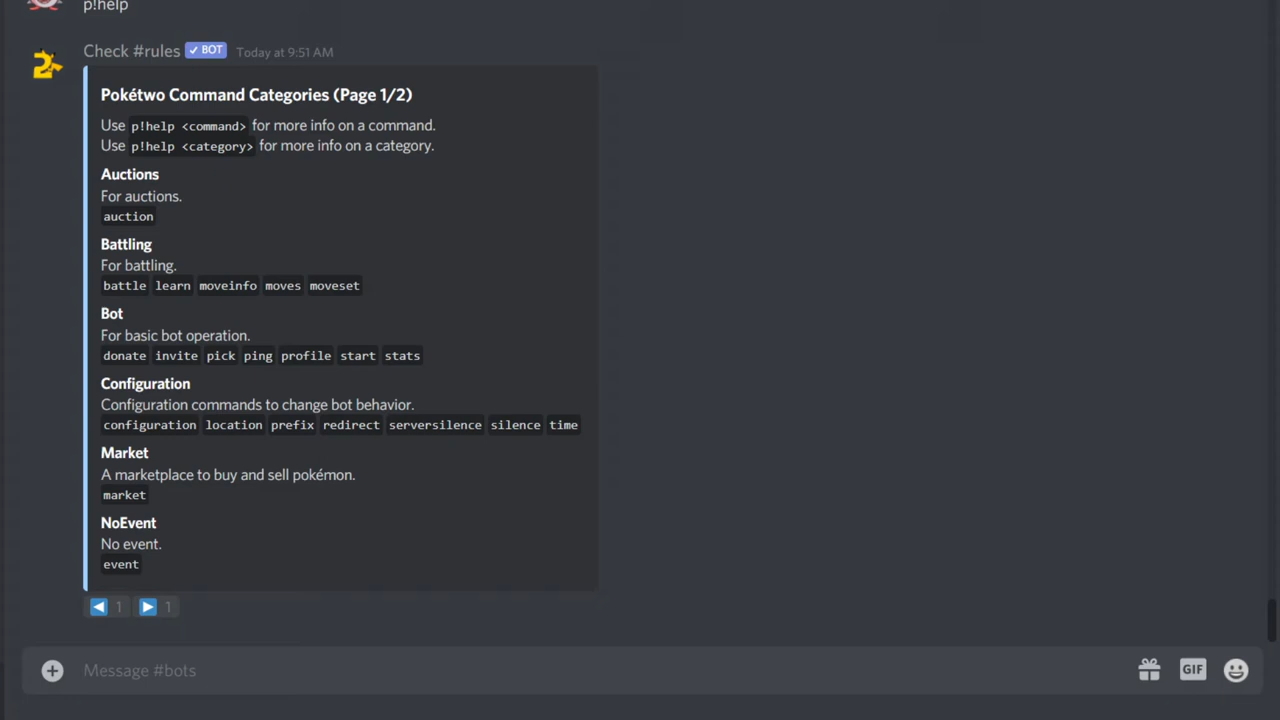 p!help
Check #rules ✓ BOT Today at 9:51 AM
Pokétwo Command Categories (Page 1/2)
Use p!help <command> for more info on a command.
Use p!help <category> for more info on a category.
Auctions
For auctions.
auction
Battling
For battling.
battle learn moveinfo moves moveset
Bot
For basic bot operation.
donate invite pick ping profile start stats
Configuration
Configuration commands to change bot behavior.
configuration location prefix redirect serversilence silence time
Market
A marketplace to buy and sell pokémon.
market
NoEvent
No event.
event
1 1
Message #bots GIF